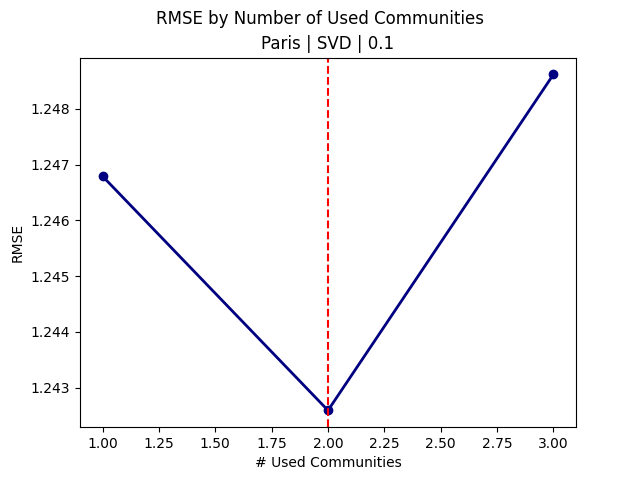 RMSE by Number of Used Communities
Paris | SVD | 0.1
RMSE
1.248
1.247
1.246
1.245
1.244
1.243
1.00 1.25 1.50 1.75 2.00 2.25 2.50 2.75 3.00
# Used Communities